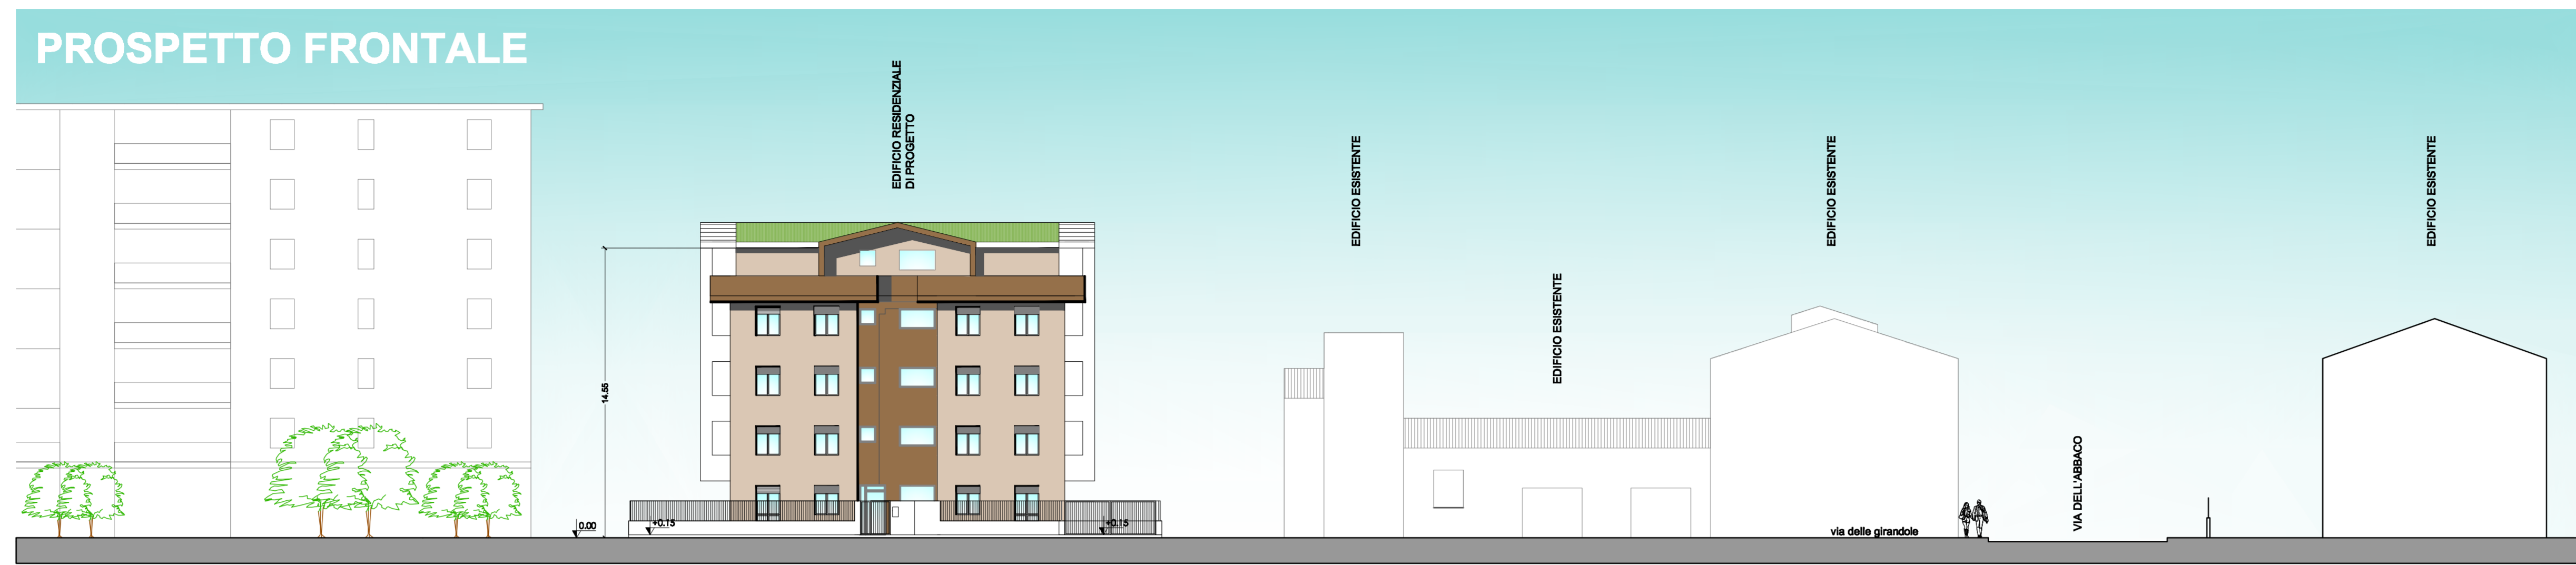 PROSPETTO FRONTALE
EDIFICIO RESIDENZIALE
DI PROGETTO
EDIFICIO ESISTENTE
EDIFICIO ESISTENTE
EDIFICIO ESISTENTE
EDIFICIO ESISTENTE
14.55
0.00
+0.15
+0.15
via delle girandole
VIA DELL'ABBACO